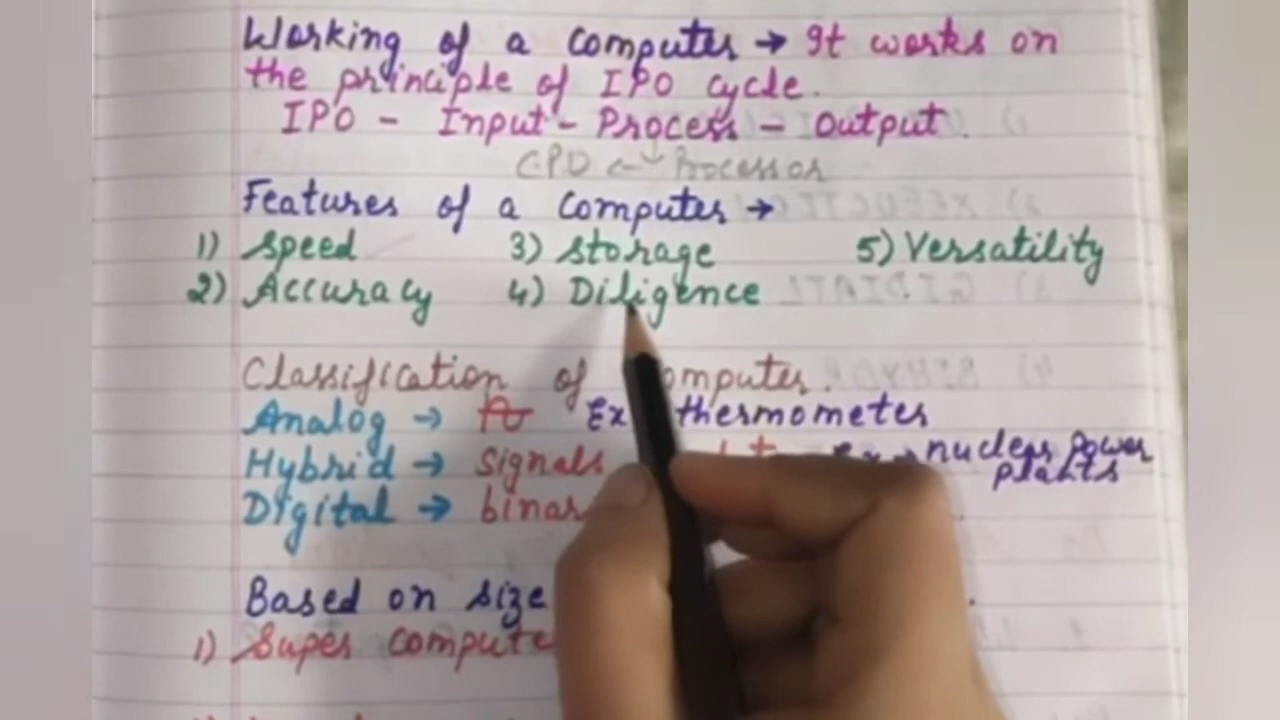 Working of a computer → It works on
the principle of IPO cycle.
IPO - Input - Process - Output.
CPU ← Processor
Features of a computer →
1) Speed 3) Storage 5) Versatility
2) Accuracy 4) Diligence
Classification of computer.
Analog → Ex thermometer
Hybrid → Signals Ex → nuclear power
plants
Digital →
Based on size
1) Super